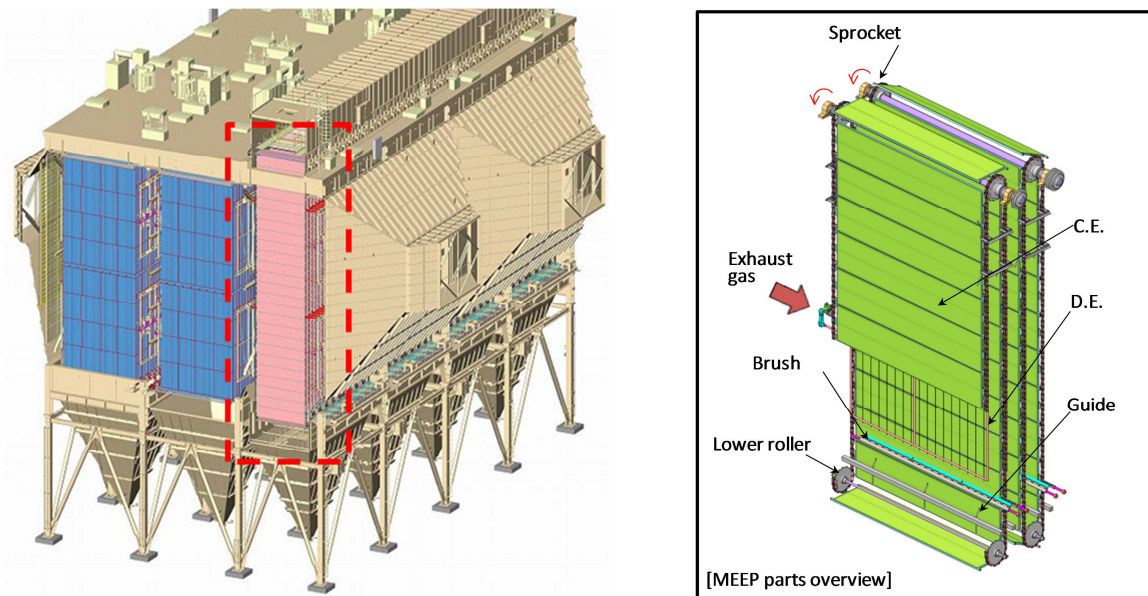 Sprocket
C.E.
Exhaust
gas
D.E.
Brush
Guide
Lower roller
[MEEP parts overview]